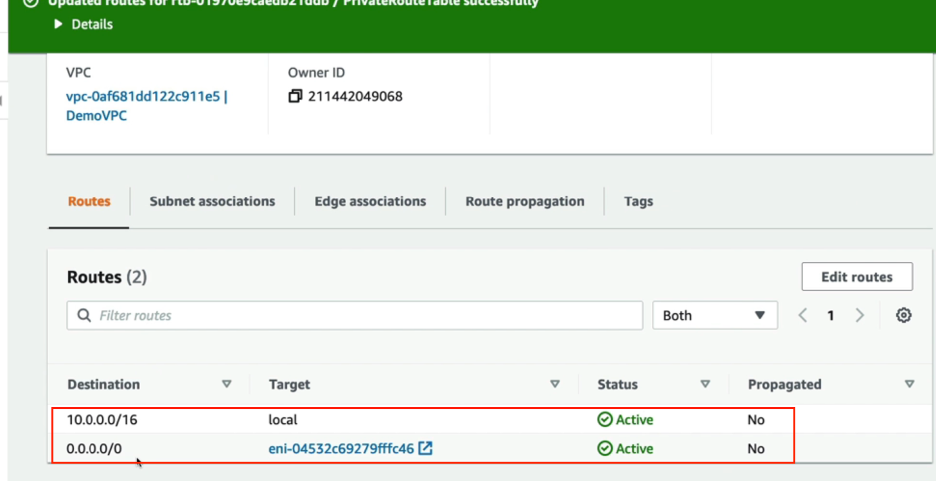 Updated routes for rtb-01970e9caedb21ddb / PrivateRouteTable successfully
Details
VPC
Owner ID
vpc-0af681dd122c911e5 |
DemoVPC
211442049068
Routes
Subnet associations
Edge associations
Route propagation
Tags
Routes (2)
Edit routes
Filter routes
Both
1
Destination
Target
Status
Propagated
10.0.0.0/16
local
Active
No
0.0.0.0/0
eni-04532c69279fffc46
Active
No